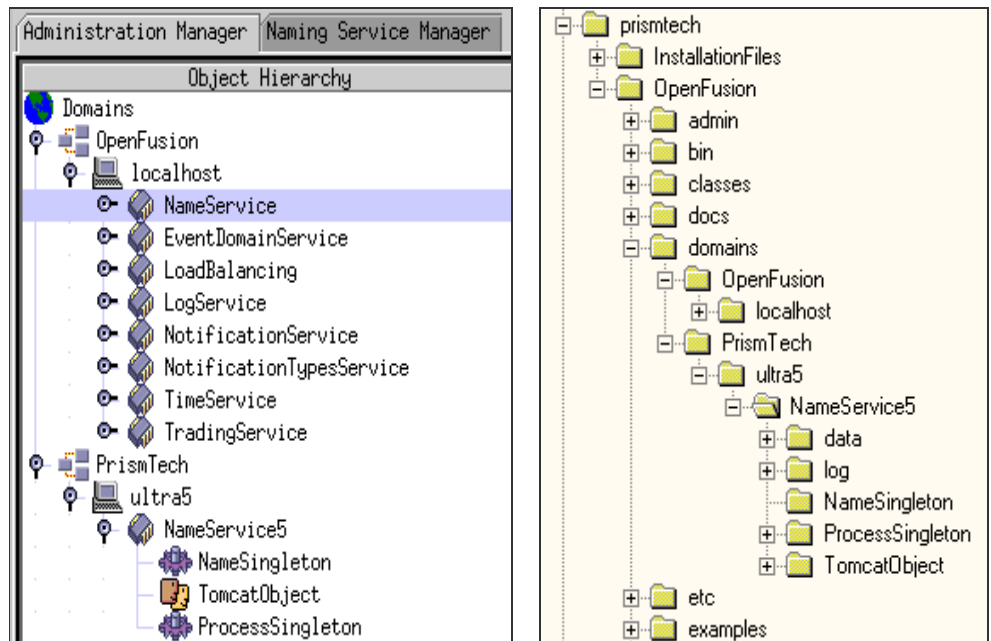 Administration Manager Naming Service Manager
Object Hierarchy
Domains
OpenFusion
localhost
NameService
EventDomainService
LoadBalancing
LogService
NotificationService
NotificationTypesService
TimeService
TradingService
PrismTech
ultra5
NameService5
NameSingleton
TomcatObject
ProcessSingleton
prismtech
InstallationFiles
OpenFusion
admin
bin
classes
docs
domains
OpenFusion
localhost
PrismTech
ultra5
NameService5
data
log
NameSingleton
ProcessSingleton
TomcatObject
etc
examples